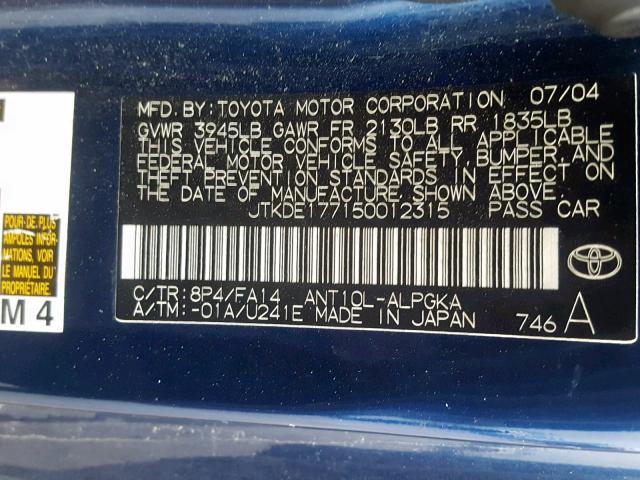 MFD. BY: TOYOTA MOTOR CORPORATION 07/04
GVWR 3945LB GAWR FR 2130LB RR 1835LB
THIS VEHICLE CONFORMS TO ALL APPLICABLE
FEDERAL MOTOR VEHICLE SAFETY, BUMPER, AND
THEFT PREVENTION STANDARDS IN EFFECT ON
THE DATE OF MANUFACTURE SHOWN ABOVE.
JTKDE177150012315 PASS CAR
C/TR: 8P4/FA14 ANT10L-ALPGKA
A/TM: -01A/U241E MADE IN JAPAN 746 A
POUR DE PLUS
AMPLES INFOR-
MATIONS, VOIR
LE MANUEL DU
PROPRIÉTAIRE
M 4